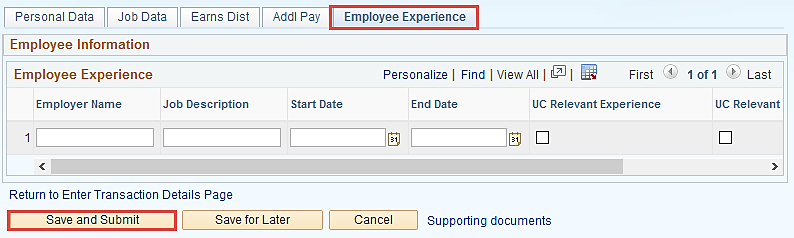 Personal Data Job Data Earns Dist Addl Pay Employee Experience
Employee Information
Employee Experience Personalize | Find | View All | | First 1 of 1 Last
Employer Name Job Description Start Date End Date UC Relevant Experience UC Relevant
1 31 31
Return to Enter Transaction Details Page
Save and Submit Save for Later Cancel Supporting documents